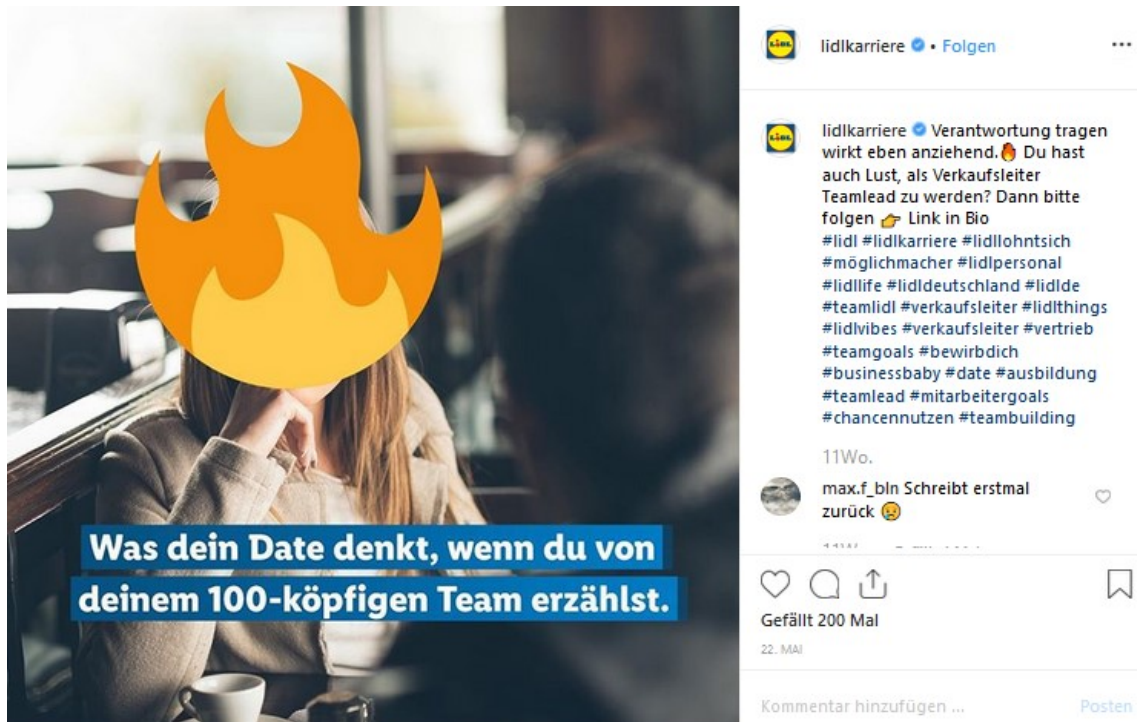 Was dein Date denkt, wenn du von
deinem 100-köpfigen Team erzählst.
LIDL
lidlkarriere • Folgen
LIDL
lidlkarriere Verantwortung tragen
wirkt eben anziehend.🔥 Du hast
auch Lust, als Verkaufsleiter
Teamlead zu werden? Dann bitte
folgen 👉 Link in Bio
#lidl #lidlkarriere #lidllohntsich
#möglichmacher #lidlpersonal
#lidllife #lidldeutschland #lidlde
#teamlidl #verkaufsleiter #lidlthings
#lidlvibes #verkaufsleiter #vertrieb
#teamgoals #bewirbdich
#businessbaby #date #ausbildung
#teamlead #mitarbeitergoals
#chancennutzen #teambuilding
11Wo.
max.f_bln Schreibt erstmal
zurück 😢
Gefällt 200 Mal
22. MAI
Kommentar hinzufügen ...
Posten